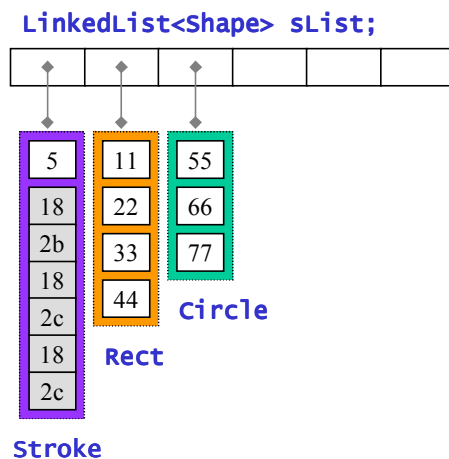 LinkedList<Shape> sList;
5
18
2b
18
2c
18
2c
Stroke
11
22
33
44
Rect
55
66
77
Circle